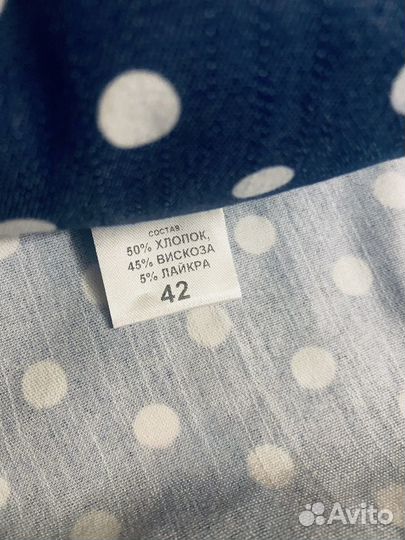 СОСТАВ:
50% ХЛОПОК,
45% ВИСКОЗА
5% ЛАЙКРА
42
Avito